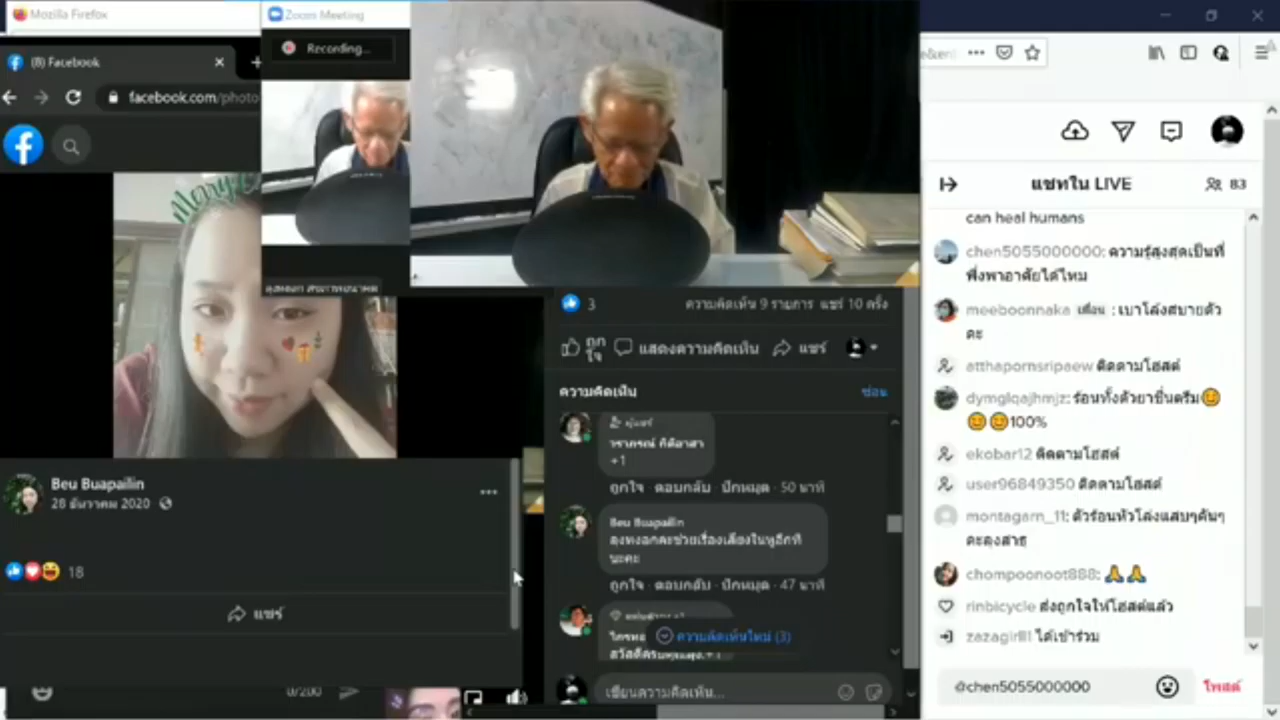 Mozilla Firefox
Zoom Meeting
Recording...
(8) Facebook
facebook.com/photo
Beu Buapailin
28 ธันวาคม 2020
18
แชร์
0/200
3
ความคิดเห็น 9 รายการ แชร์ 10 ครั้ง
ถูกใจ
แสดงความคิดเห็น
แชร์
ความคิดเห็น
ซ่อน
+1
ถูกใจ · ตอบกลับ · ปักหมุด · 50 นาที
Beu Buapailin
ลุงทงอกคะช่วยเรื่องเสียงในหูอีกที
นะคะ
ถูกใจ · ตอบกลับ · ปักหมุด · 47 นาที
ความคิดเห็นใหม่ (3)
เขียนความคิดเห็น...
แชทใน LIVE
83
can heal humans
chen5055000000: ความรู้สูงสุดเป็นที่
พึ่งพาอาศัยได้ไหม
meeboonnaka เพื่อน : เบาโล่งสบายตัว
คะ
atthapornsripaew ติดตามโฮสต์
dymglqajhmjz: ร้อนทั้งตัวยาชื่นตรีม😊
😊😊100%
ekobar12 ติดตามโฮสต์
user96849350 ติดตามโฮสต์
montagarn_11: ตัวร้อนหัวโล่งแสบๆคันๆ
คะลุงสาธุ
chompoonoot888: 🙏🙏
rinbicycle ส่งถูกใจให้โฮสต์แล้ว
zazagirl11 ได้เข้าร่วม
@chen5055000000
โพสต์